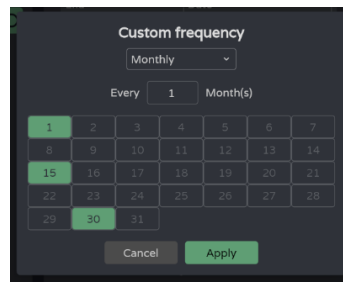 Custom frequency
Monthly
Every 1 Month(s)
1 2 3 4 5 6 7
8 9 10 11 12 13 14
15 16 17 18 19 20 21
22 23 24 25 26 27 28
29 30 31
Cancel Apply